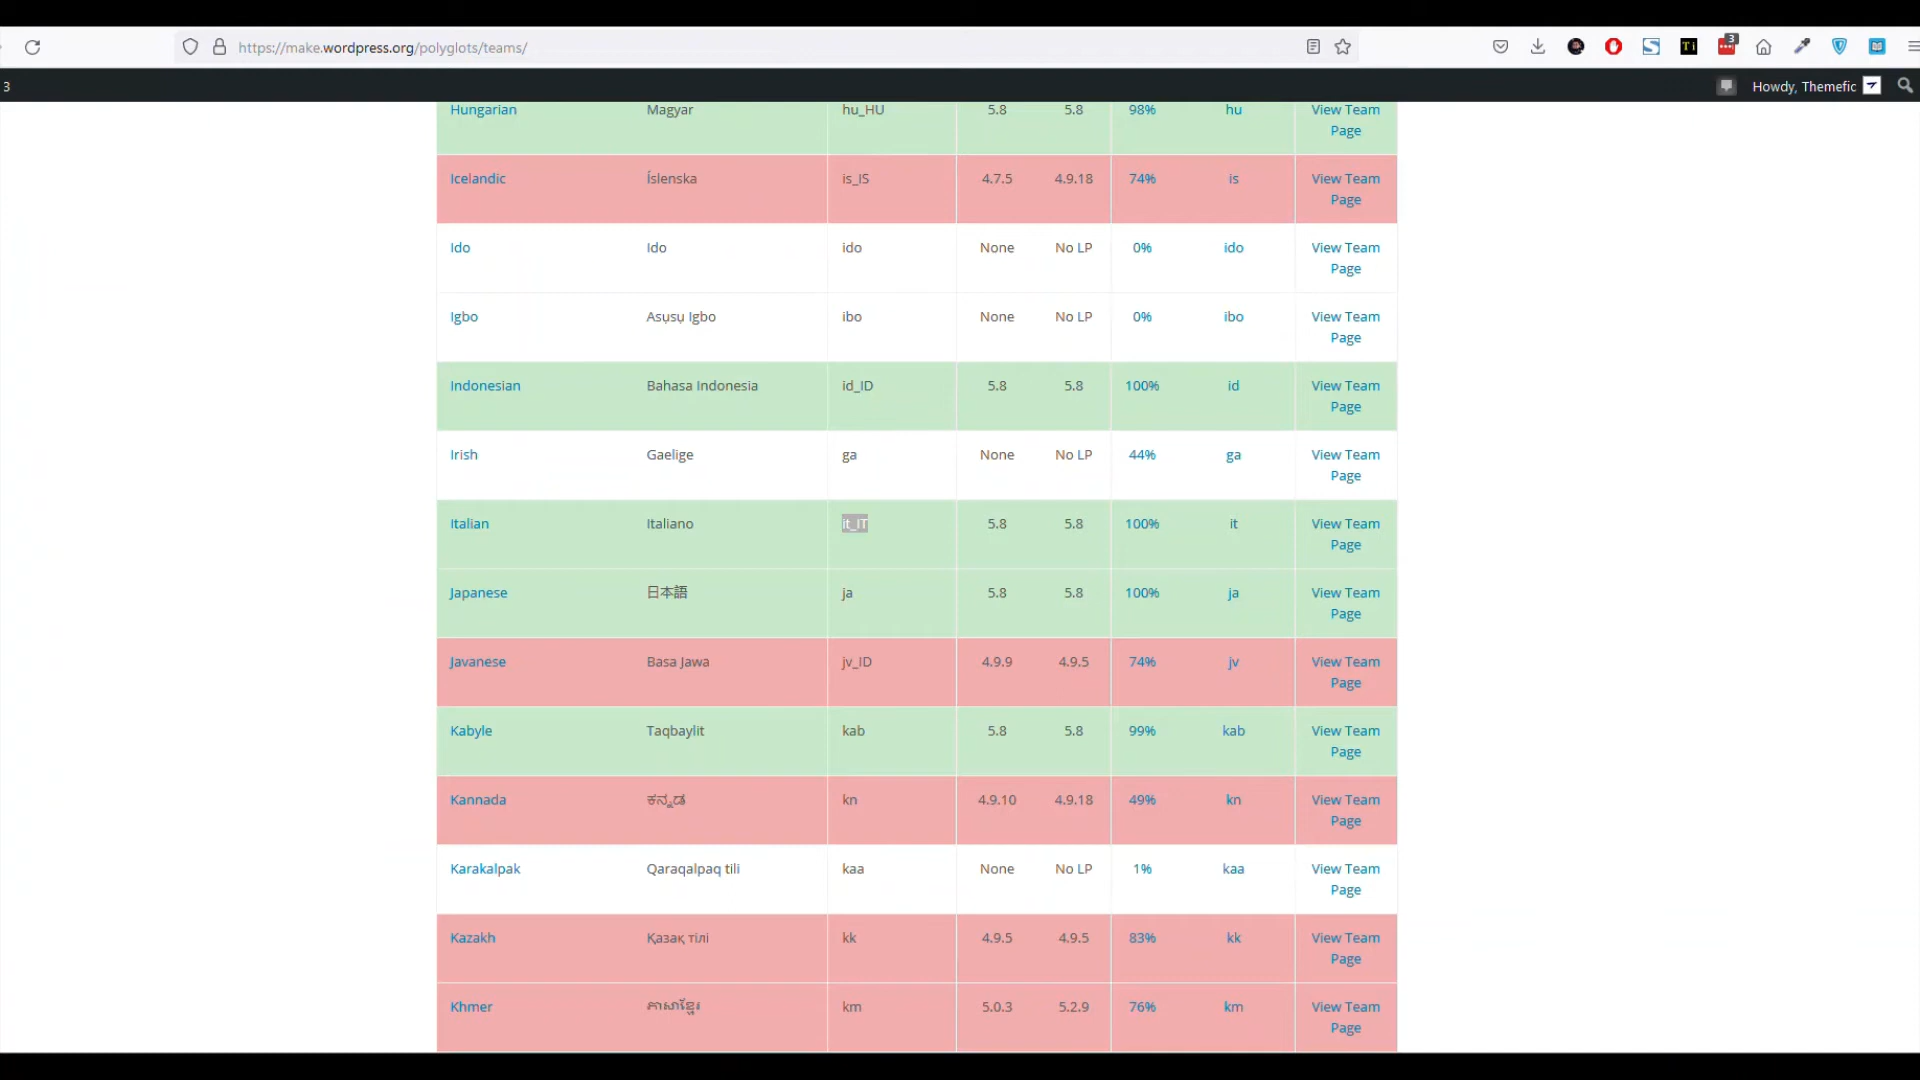 https://make.wordpress.org/polyglots/teams/
3
3
Howdy, Themefic
Hungarian Magyar hu_HU 5.8 5.8 98% hu View Team
Page
Icelandic Íslenska is_IS 4.7.5 4.9.18 74% is View Team
Page
Ido Ido ido None No LP 0% ido View Team
Page
Igbo Asụsụ Igbo ibo None No LP 0% ibo View Team
Page
Indonesian Bahasa Indonesia id_ID 5.8 5.8 100% id View Team
Page
Irish Gaelige ga None No LP 44% ga View Team
Page
Italian Italiano it_IT 5.8 5.8 100% it View Team
Page
Japanese 日本語 ja 5.8 5.8 100% ja View Team
Page
Javanese Basa Jawa jv_ID 4.9.9 4.9.5 74% jv View Team
Page
Kabyle Taqbaylit kab 5.8 5.8 99% kab View Team
Page
Kannada ಕನ್ನಡ kn 4.9.10 4.9.18 49% kn View Team
Page
Karakalpak Qaraqalpaq tili kaa None No LP 1% kaa View Team
Page
Kazakh Қазақ тілі kk 4.9.5 4.9.5 83% kk View Team
Page
Khmer ភាសាខ្មែរ km 5.0.3 5.2.9 76% km View Team
Page